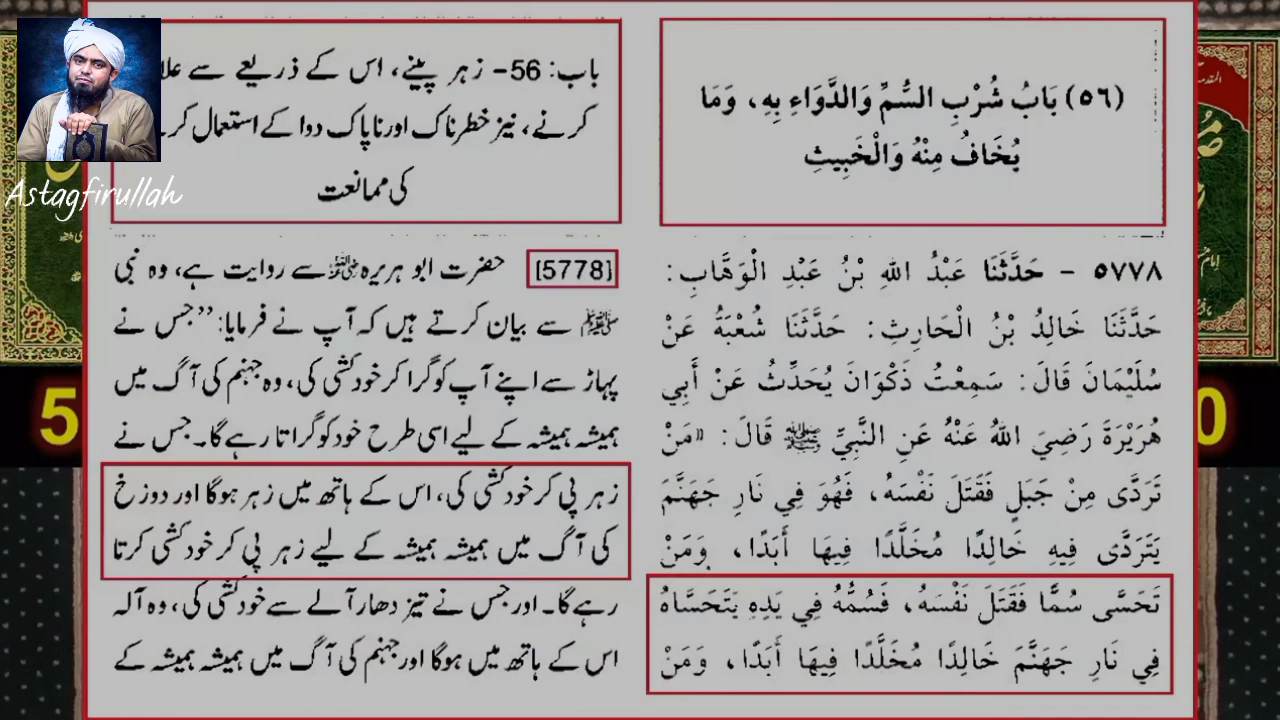 (٥٦) بَابُ شُرْبِ السُّمِّ وَالدَّوَاءِ بِهِ، وَمَا
يُخَافُ مِنْهُ وَالْخَبِيثِ
٥٧٧٨ - حَدَّثَنَا عَبْدُ اللهِ بْنُ عَبْدِ الْوَهَّابِ:
حَدَّثَنَا خَالِدُ بْنُ الْحَارِثِ: حَدَّثَنَا شُعْبَةُ عَنْ
سُلَيْمَانَ قَالَ: سَمِعْتُ ذَكْوَانَ يُحَدِّثُ عَنْ أَبِي
هُرَيْرَةَ رَضِيَ اللهُ عَنْهُ عَنِ النَّبِيِّ ﷺ قَالَ: «مَنْ
تَرَدَّى مِنْ جَبَلٍ فَقَتَلَ نَفْسَهُ، فَهُوَ فِي نَارِ جَهَنَّمَ
يَتَرَدَّى فِيهِ خَالِدًا مُخَلَّدًا فِيهَا أَبَدًا، وَمَنْ
تَحَسَّى سُمًّا فَقَتَلَ نَفْسَهُ، فَسُمُّهُ فِي يَدِهِ يَتَحَسَّاهُ
فِي نَارِ جَهَنَّمَ خَالِدًا مُخَلَّدًا فِيهَا أَبَدًا، وَمَنْ
باب: 56- زہر پینے، اس کے ذریعے سے
کرنے، نیز خطرناک اور ناپاک دوا کے استعمال
کی ممانعت
[5778] حضرت ابو ہریرہ ؓ سے روایت ہے، وہ نبی
ﷺ سے بیان کرتے ہیں کہ آپ نے فرمایا: ”جس نے
پہاڑ سے اپنے آپ کو گرا کر خودکشی کی، وہ جہنم کی آگ میں
ہمیشہ ہمیشہ کے لیے اسی طرح خود کو گراتا رہے گا۔ جس نے
زہر پی کر خودکشی کی، اس کے ہاتھ میں زہر ہوگا اور دوزخ
کی آگ میں ہمیشہ ہمیشہ کے لیے زہر پی کر خودکشی کرتا
رہے گا۔ اور جس نے تیز دھار آلے سے خودکشی کی، وہ آلہ
اس کے ہاتھ میں ہوگا اور جہنم کی آگ میں ہمیشہ ہمیشہ کے
Astagfirullah
5
0